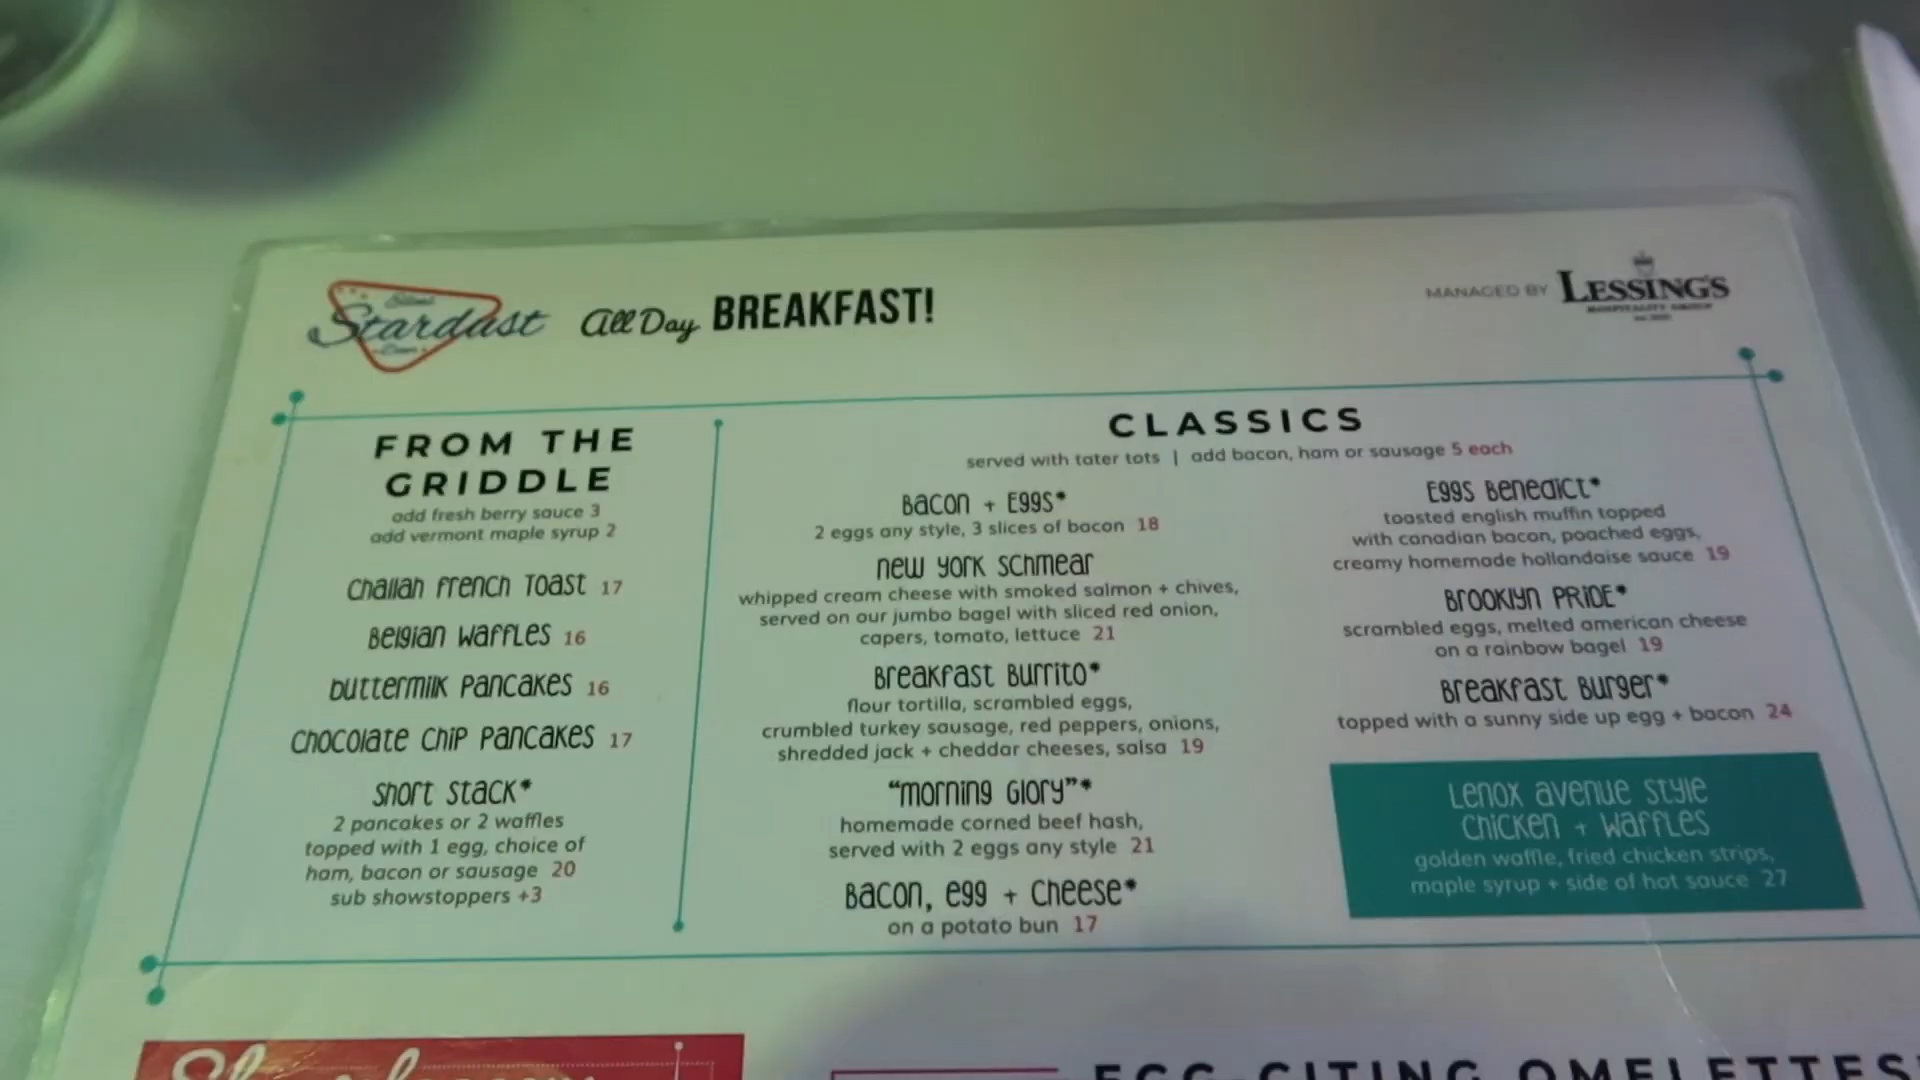 Ellen's
Stardust
Diner
All Day BREAKFAST!
MANAGED BY LESSING'S
HOSPITALITY GROUP
FROM THE
GRIDDLE
add fresh berry sauce 3
add vermont maple syrup 2
Challah French Toast 17
Belgian Waffles 16
Buttermilk Pancakes 16
Chocolate Chip Pancakes 17
Short Stack*
2 pancakes or 2 waffles
topped with 1 egg, choice of
ham, bacon or sausage 20
sub showstoppers +3
CLASSICS
served with tater tots | add bacon, ham or sausage 5 each
Bacon + Eggs*
2 eggs any style, 3 slices of bacon 18
New York Schmear
whipped cream cheese with smoked salmon + chives,
served on our jumbo bagel with sliced red onion,
capers, tomato, lettuce 21
Breakfast Burrito*
flour tortilla, scrambled eggs,
crumbled turkey sausage, red peppers, onions,
shredded jack + cheddar cheeses, salsa 19
"Morning Glory"*
homemade corned beef hash,
served with 2 eggs any style 21
Bacon, Egg + Cheese*
on a potato bun 17
Eggs Benedict*
toasted english muffin topped
with canadian bacon, poached eggs,
creamy homemade hollandaise sauce 19
Brooklyn PRIDE*
scrambled eggs, melted american cheese
on a rainbow bagel 19
Breakfast Burger*
topped with a sunny side up egg + bacon 24
Lenox Avenue Style
Chicken + Waffles
golden waffle, fried chicken strips,
maple syrup + side of hot sauce 27
EGG-CITING OMELETTES